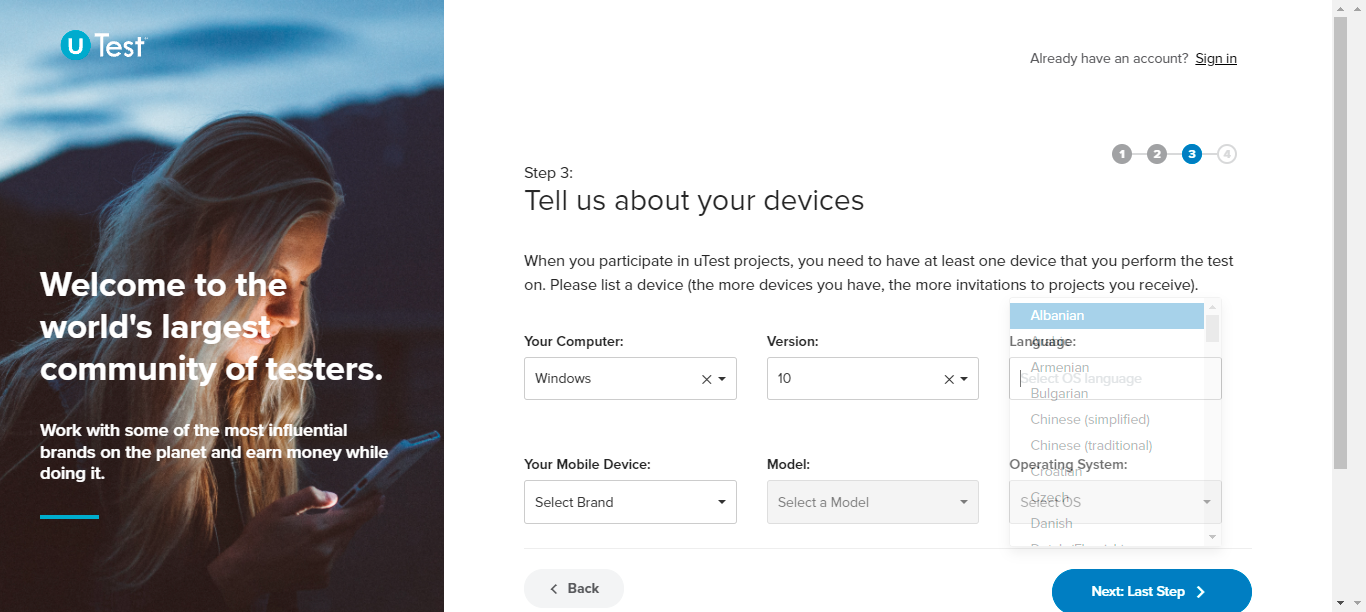 U Test
Already have an account? Sign in
1 2 3 4
Step 3:
Tell us about your devices
When you participate in uTest projects, you need to have at least one device that you perform the test
on. Please list a device (the more devices you have, the more invitations to projects you receive).
Welcome to the
world's largest
community of testers.
Work with some of the most influential
brands on the planet and earn money while
doing it.
Your Computer:
Windows
Version:
10
Language:
Select OS language
Albanian
Armenian
Bulgarian
Chinese (simplified)
Chinese (traditional)
Croatian
Czech
Danish
Your Mobile Device:
Select Brand
Model:
Select a Model
Operating System:
Select OS
Back
Next: Last Step